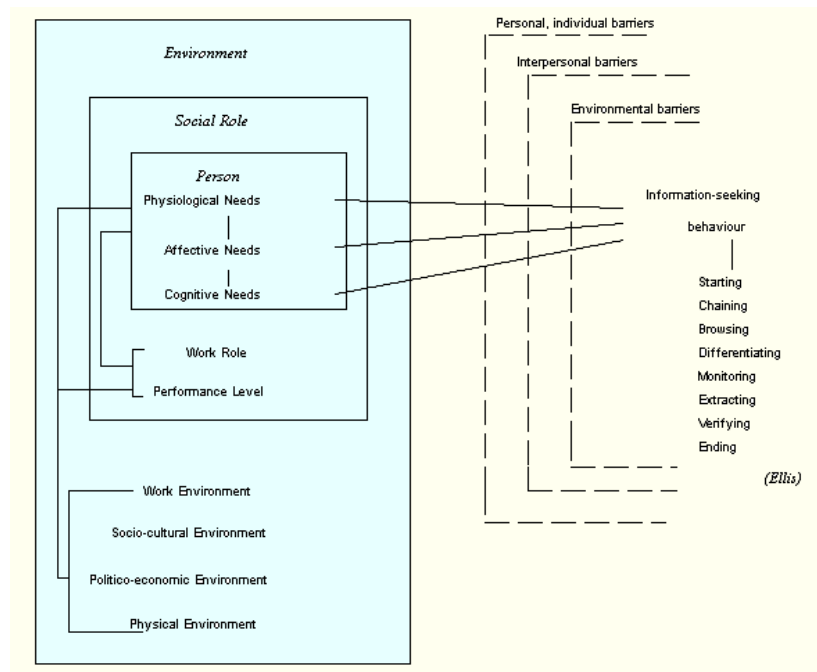 Environment
Social Role
Person
Physiological Needs
Affective Needs
Cognitive Needs
Work Role
Performance Level
Work Environment
Socio-cultural Environment
Politico-economic Environment
Physical Environment
Personal, individual barriers
Interpersonal barriers
Environmental barriers
Information-seeking
behaviour
Starting
Chaining
Browsing
Differentiating
Monitoring
Extracting
Verifying
Ending
(Ellis)